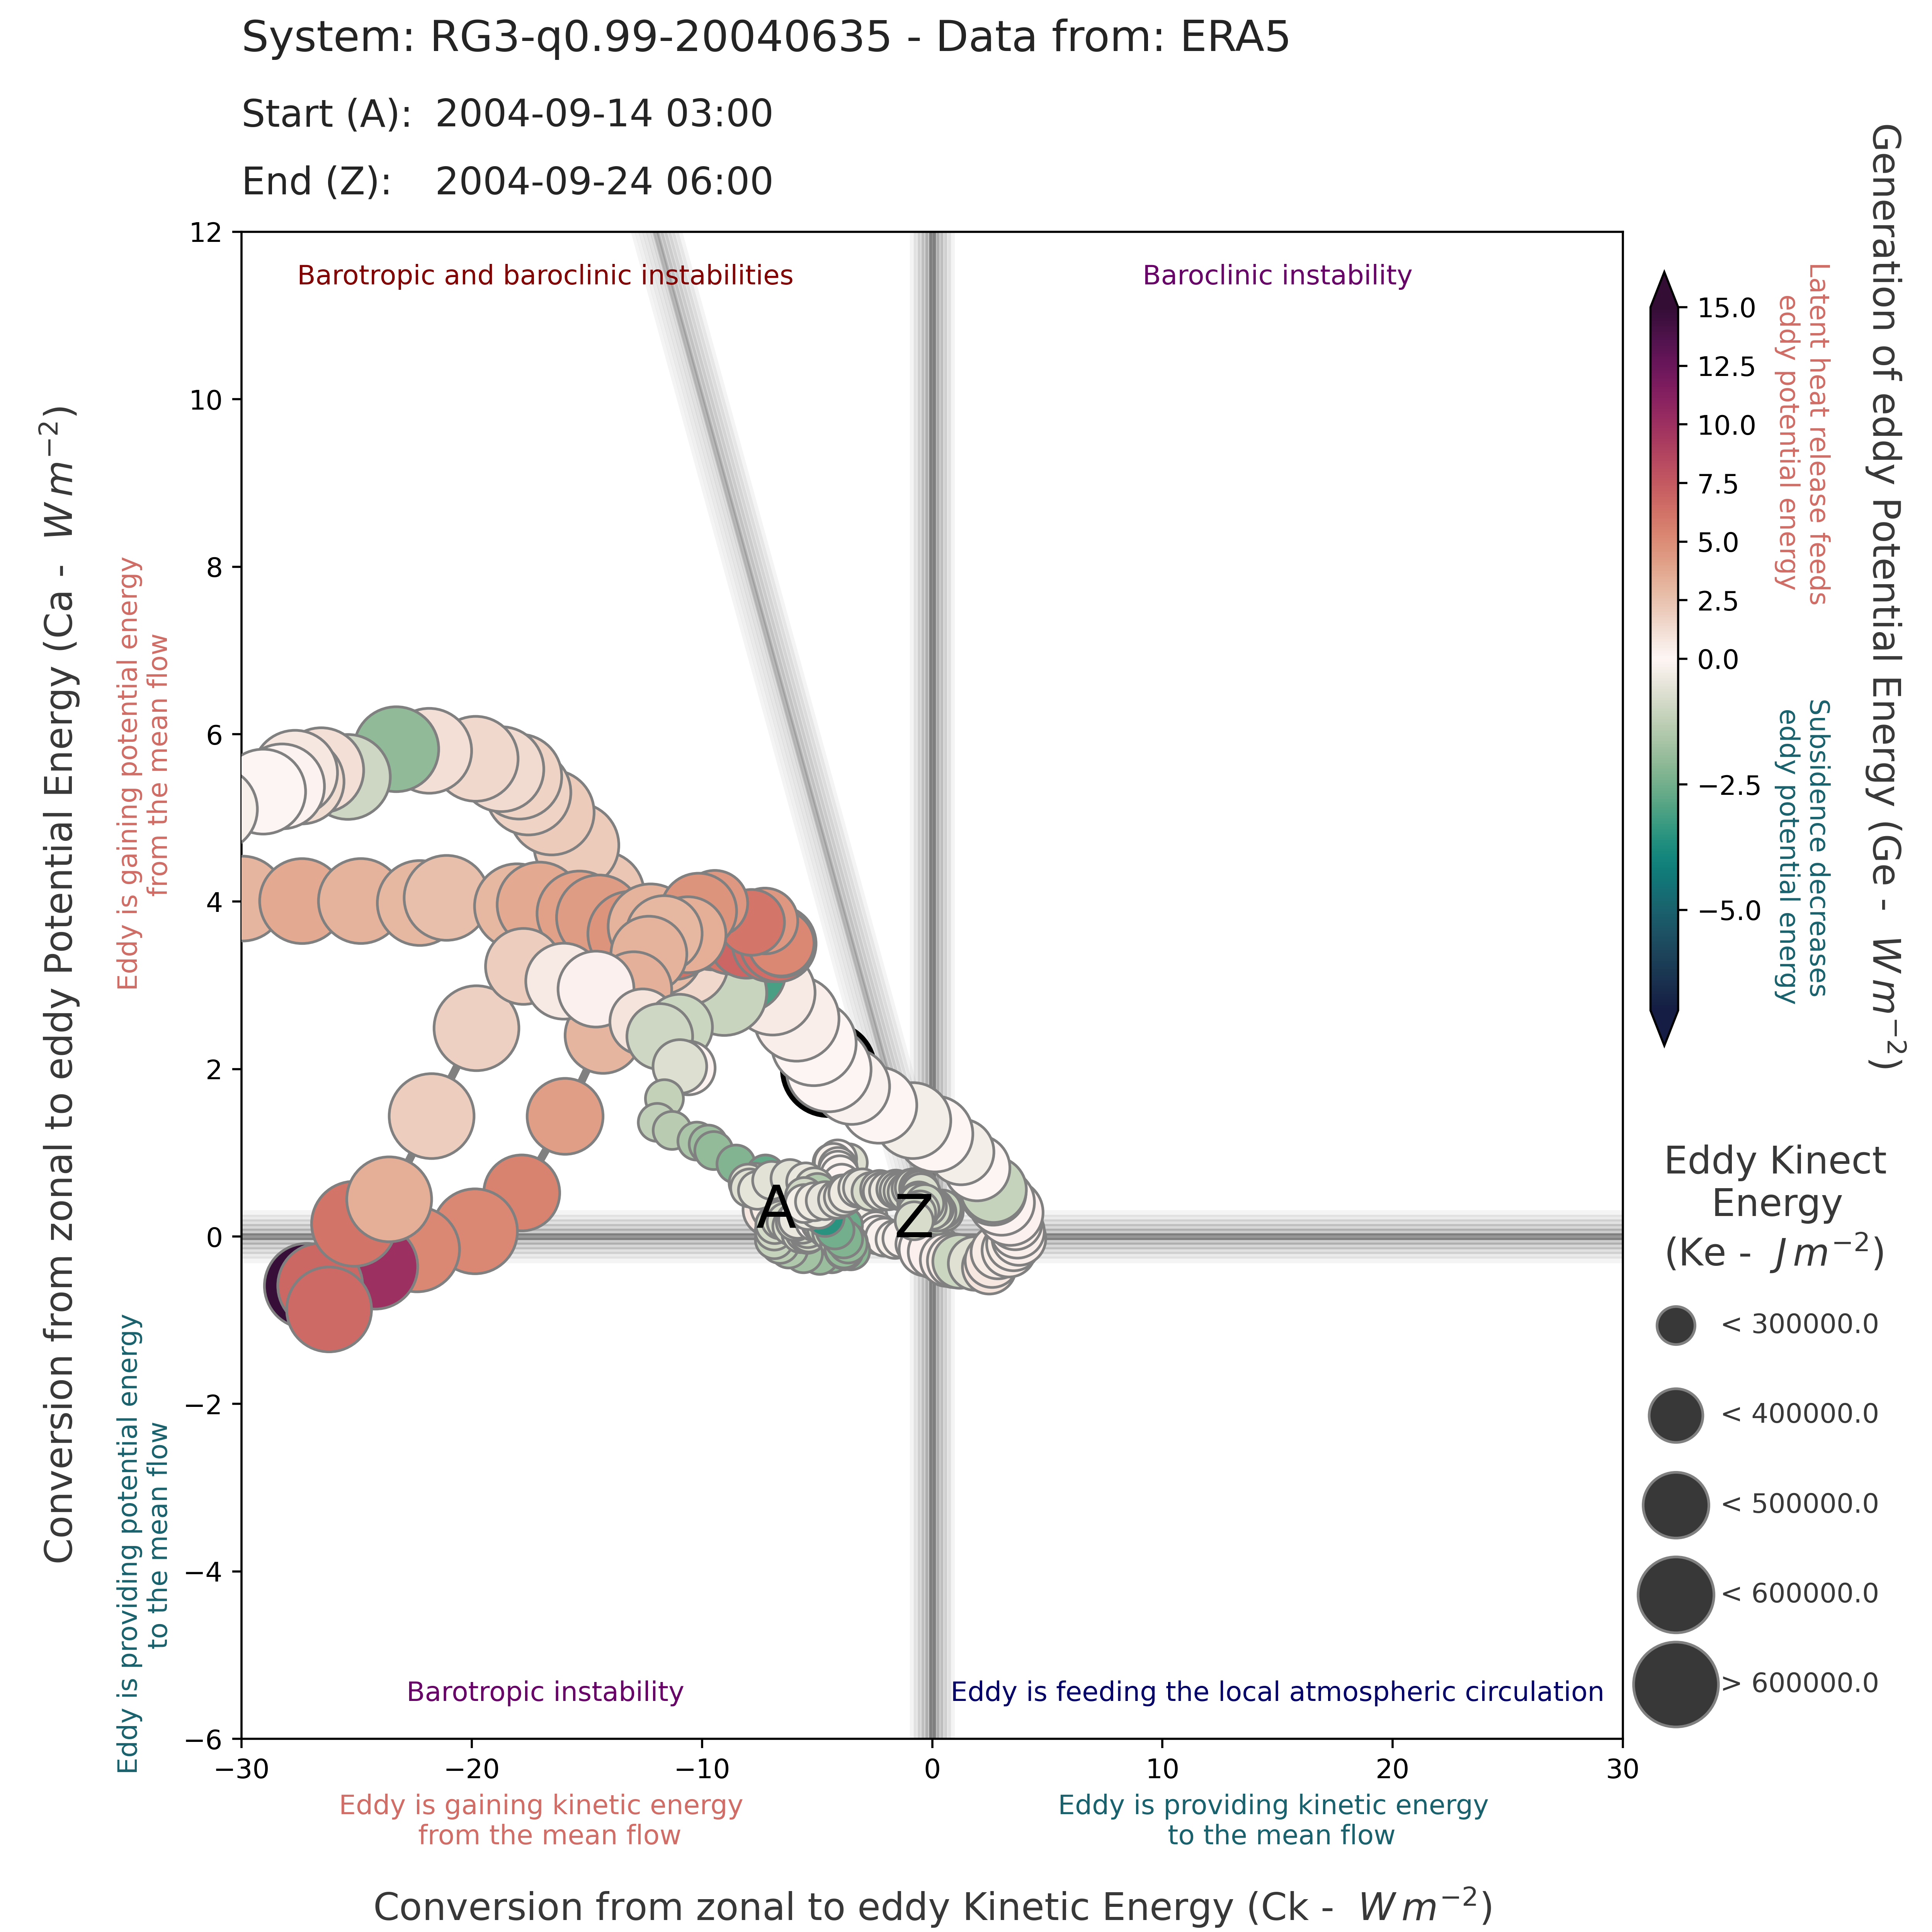 System: RG3-q0.99-20040635 - Data from: ERA5
Start (A): 2004-09-14 03:00
End (Z): 2004-09-24 06:00
Barotropic and baroclinic instabilities
Baroclinic instability
Barotropic instability
Eddy is feeding the local atmospheric circulation
A
Z
12
10
8
6
4
2
0
−2
−4
−6
−30
−20
−10
0
10
20
30
Conversion from zonal to eddy Potential Energy (Ca - W m⁻²)
Eddy is gaining potential energy
from the mean flow
Eddy is providing potential energy
to the mean flow
Eddy is gaining kinetic energy
from the mean flow
Eddy is providing kinetic energy
to the mean flow
Conversion from zonal to eddy Kinetic Energy (Ck - W m⁻²)
15.0
12.5
10.0
7.5
5.0
2.5
0.0
−2.5
−5.0
Latent heat release feeds
eddy potential energy
Subsidence decreases
eddy potential energy
Generation of eddy Potential Energy (Ge - W m⁻²)
Eddy Kinect
Energy
(Ke - J m⁻²)
< 300000.0
< 400000.0
< 500000.0
< 600000.0
> 600000.0